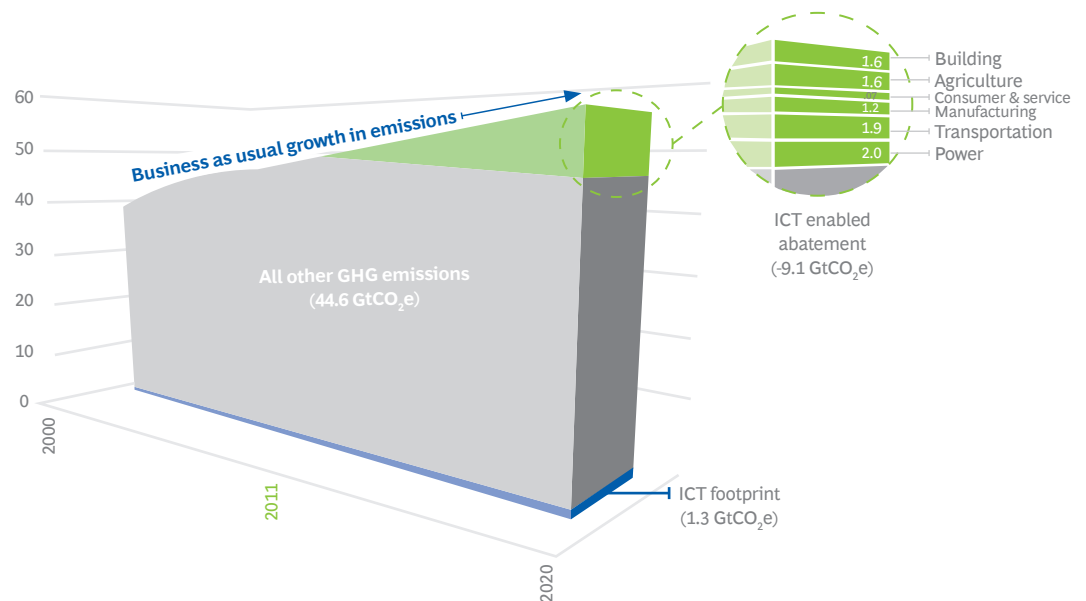 60
50
40
30
20
10
0
2000
2011
2020
Business as usual growth in emissions
All other GHG emissions
(44.6 GtCO₂e)
1.6 Building
1.6 Agriculture
.07 Consumer & service
1.2 Manufacturing
1.9 Transportation
2.0 Power
ICT enabled
abatement
(-9.1 GtCO₂e)
ICT footprint
(1.3 GtCO₂e)